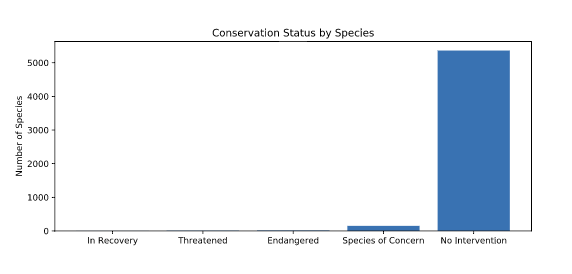 Conservation Status by Species
Number of Species
5000
4000
3000
2000
1000
0
In Recovery
Threatened
Endangered
Species of Concern
No Intervention